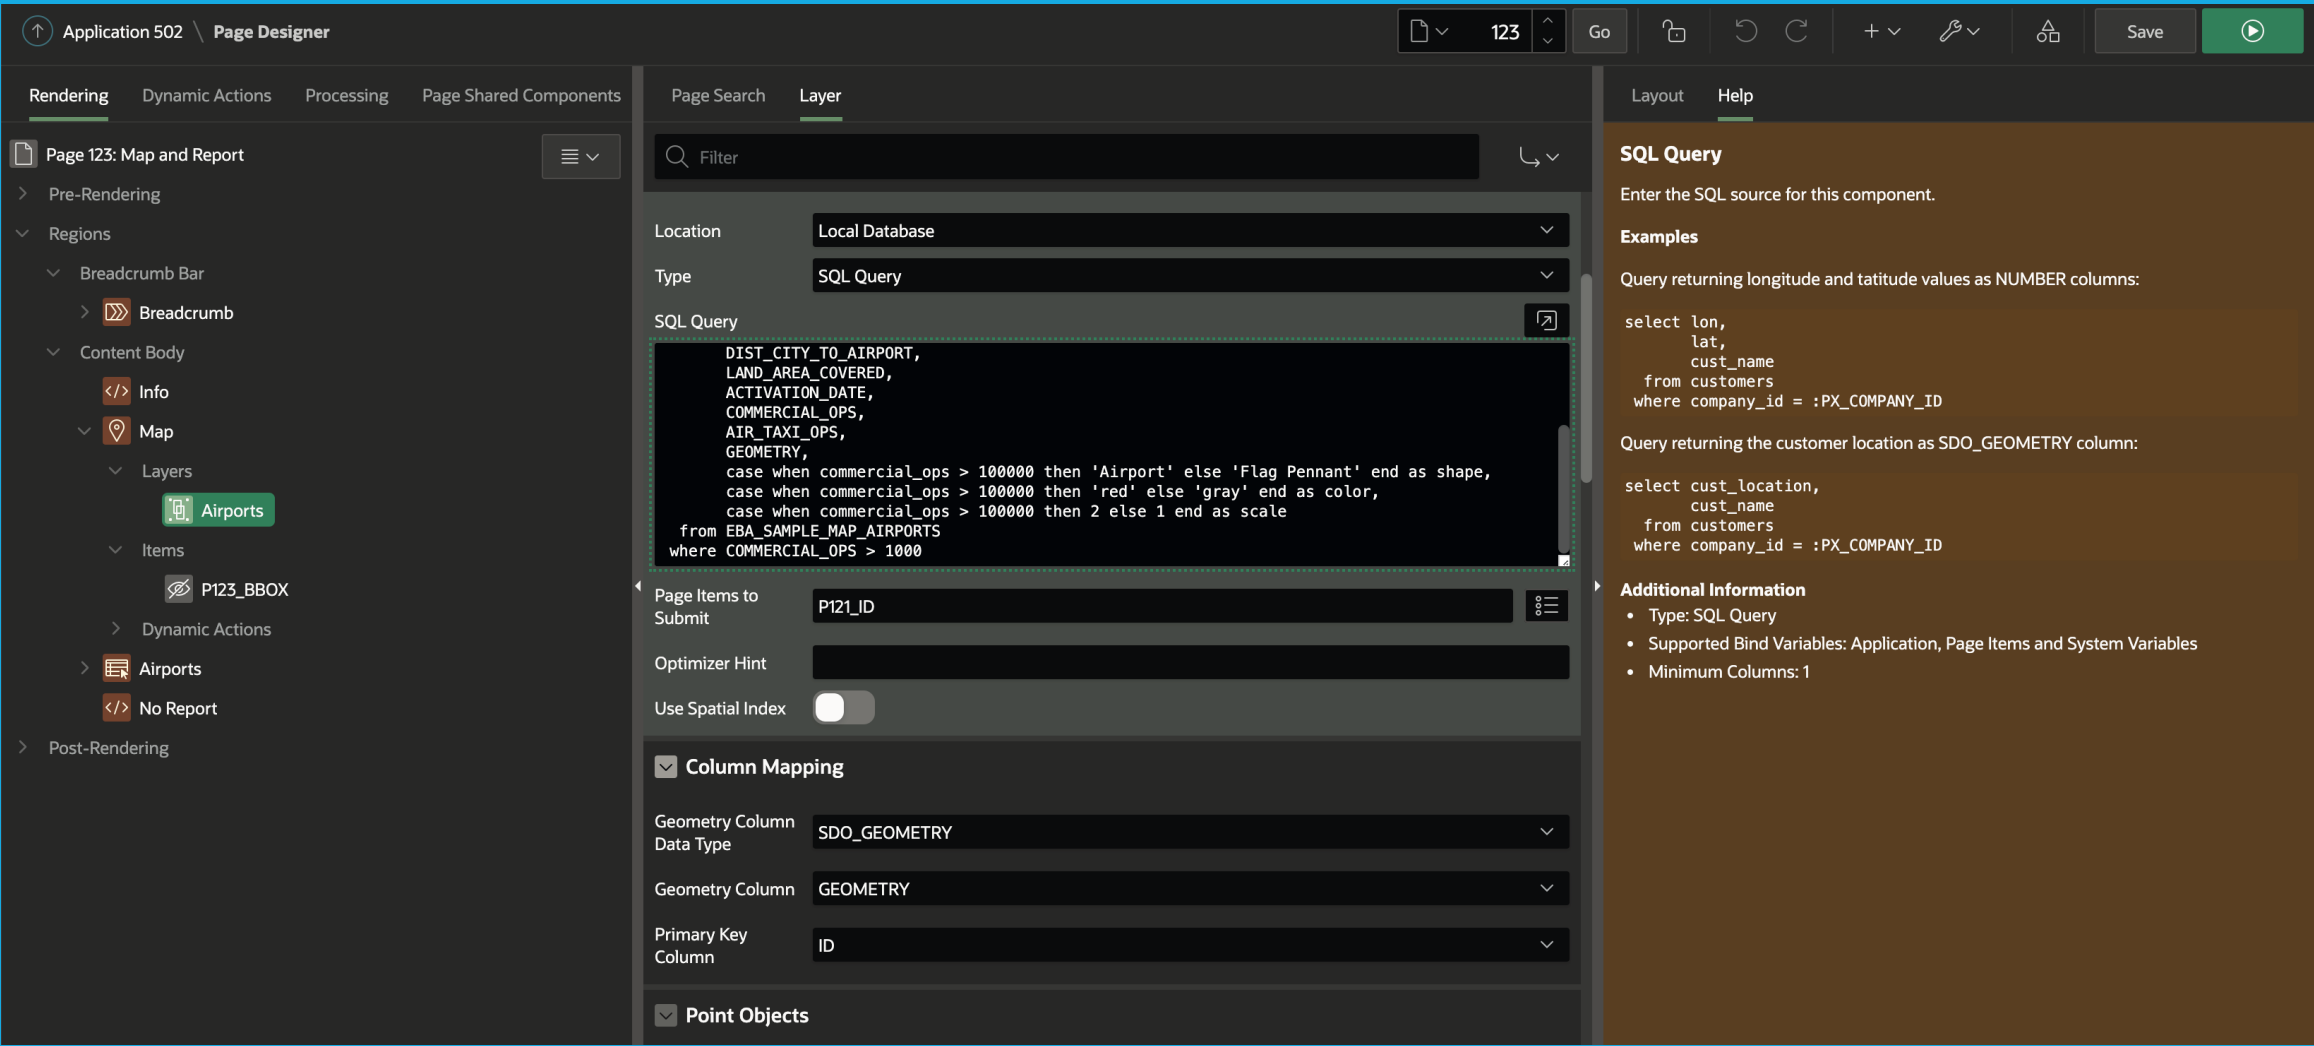 Application 502 \ Page Designer
123
Go
Save
Rendering
Dynamic Actions
Processing
Page Shared Components
Page 123: Map and Report
Pre-Rendering
Regions
Breadcrumb Bar
Breadcrumb
Content Body
Info
Map
Layers
Airports
Items
P123_BBOX
Dynamic Actions
Airports
No Report
Post-Rendering
Page Search
Layer
Filter
Location
Local Database
Type
SQL Query
SQL Query
DIST_CITY_TO_AIRPORT,
LAND_AREA_COVERED,
ACTIVATION_DATE,
COMMERCIAL_OPS,
AIR_TAXI_OPS,
GEOMETRY,
case when commercial_ops > 100000 then 'Airport' else 'Flag Pennant' end as shape,
case when commercial_ops > 100000 then 'red' else 'gray' end as color,
case when commercial_ops > 100000 then 2 else 1 end as scale
from EBA_SAMPLE_MAP_AIRPORTS
where COMMERCIAL_OPS > 1000
Page Items to
Submit
P121_ID
Optimizer Hint
Use Spatial Index
Column Mapping
Geometry Column
Data Type
SDO_GEOMETRY
Geometry Column
GEOMETRY
Primary Key
Column
ID
Point Objects
Layout
Help
SQL Query
Enter the SQL source for this component.
Examples
Query returning longitude and tatitude values as NUMBER columns:
select lon,
lat,
cust_name
from customers
where company_id = :PX_COMPANY_ID
Query returning the customer location as SDO_GEOMETRY column:
select cust_location,
cust_name
from customers
where company_id = :PX_COMPANY_ID
Additional Information
• Type: SQL Query
• Supported Bind Variables: Application, Page Items and System Variables
• Minimum Columns: 1